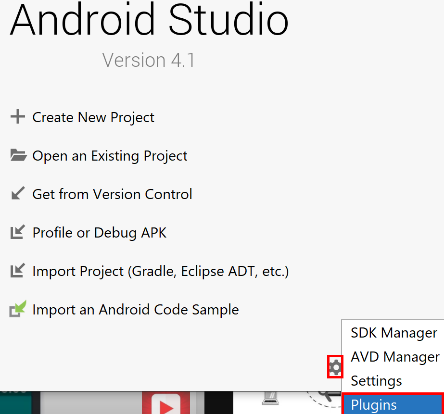 Android Studio
Version 4.1
Create New Project
Open an Existing Project
Get from Version Control
Profile or Debug APK
Import Project (Gradle, Eclipse ADT, etc.)
Import an Android Code Sample
SDK Manager
AVD Manager
Settings
Plugins